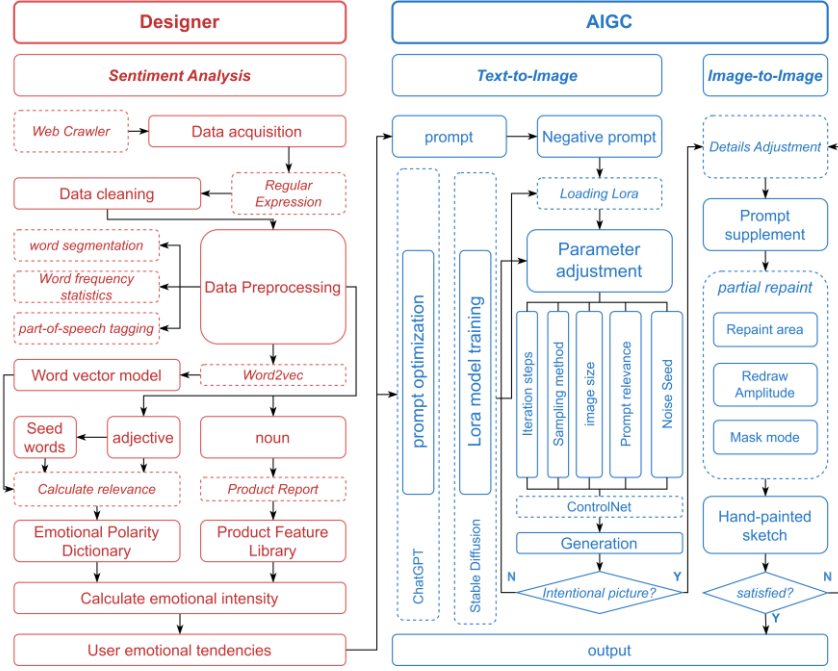 Designer
AIGC
Sentiment Analysis
Text-to-Image
Image-to-Image
Web Crawler
Data acquisition
prompt
Negative prompt
Details Adjustment
Data cleaning
Regular
Expression
Loading Lora
Prompt
supplement
word segmentation
Word frequency
statistics
part-of-speech tagging
Data Preprocessing
Parameter
adjustment
partial repaint
Repaint area
Redraw
Amplitude
Mask mode
prompt optimization
ChatGPT
Lora model training
Stable Diffusion
Iteration steps
Sampling method
image size
Prompt relevance
Noise Seed
Word vector model
Word2vec
Seed
words
adjective
noun
Calculate relevance
Product Report
ControlNet
Hand-painted
sketch
Emotional Polarity
Dictionary
Product Feature
Library
Generation
Calculate emotional intensity
N
Intentional picture?
Y
satisfied?
N
Y
User emotional tendencies
output